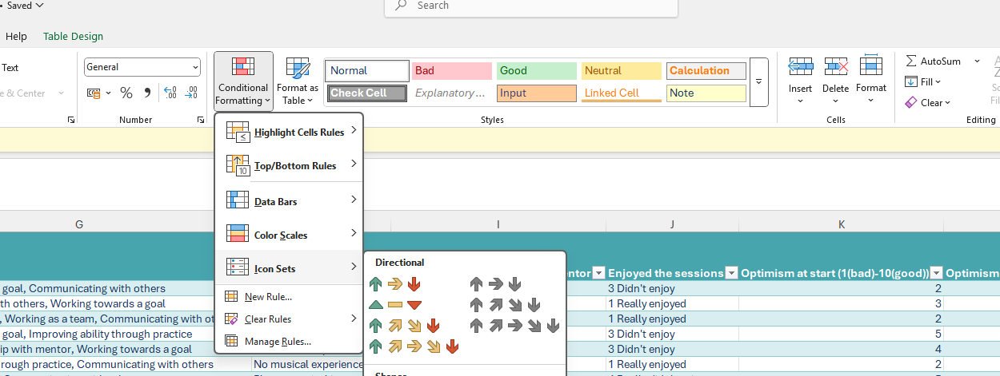 Saved
Search
Help Table Design
Text
General
Conditional Formatting
Format as Table
Normal Bad Good Neutral Calculation
Check Cell Explanatory ... Input Linked Cell Note
Insert Delete Format
AutoSum
Fill
Clear
e & Center
% .00
Number Styles Cells Editing
Highlight Cells Rules
Top/Bottom Rules
Data Bars
Color Scales
Icon Sets
New Rule...
Clear Rules
Manage Rules...
Directional
G I J K
Enjoyed the sessions Optimism at start (1(bad)-10(good)) Optimism
goal, Communicating with others 3 Didn't enjoy 2
th others, Working towards a goal 1 Really enjoyed 3
, Working as a team, Communicating with ot 1 Really enjoyed 2
goal, Improving ability through practice 3 Didn't enjoy 5
ip with mentor, Working towards a goal 3 Didn't enjoy 4
rough practice, Communicating with others No musical experience 1 Really enjoyed 2